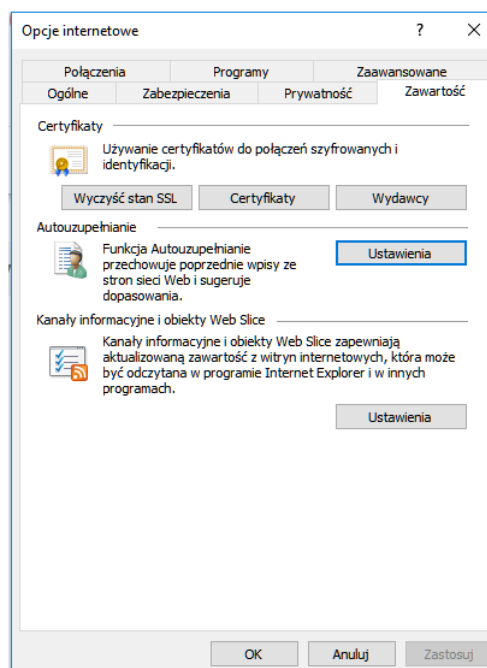 Opcje internetowe
Połączenia Programy Zaawansowane
Ogólne Zabezpieczenia Prywatność Zawartość
Certyfikaty
Używanie certyfikatów do połączeń szyfrowanych i
identyfikacji.
Wyczyść stan SSL Certyfikaty Wydawcy
Autouzupełnianie
Funkcja Autouzupełnianie
przechowuje poprzednie wpisy ze
stron sieci Web i sugeruje
dopasowania.
Ustawienia
Kanały informacyjne i obiekty Web Slice
Kanały informacyjne i obiekty Web Slice zapewniają
aktualizowaną zawartość z witryn internetowych, która może
być odczytana w programie Internet Explorer i w innych
programach.
Ustawienia
OK Anuluj Zastosuj